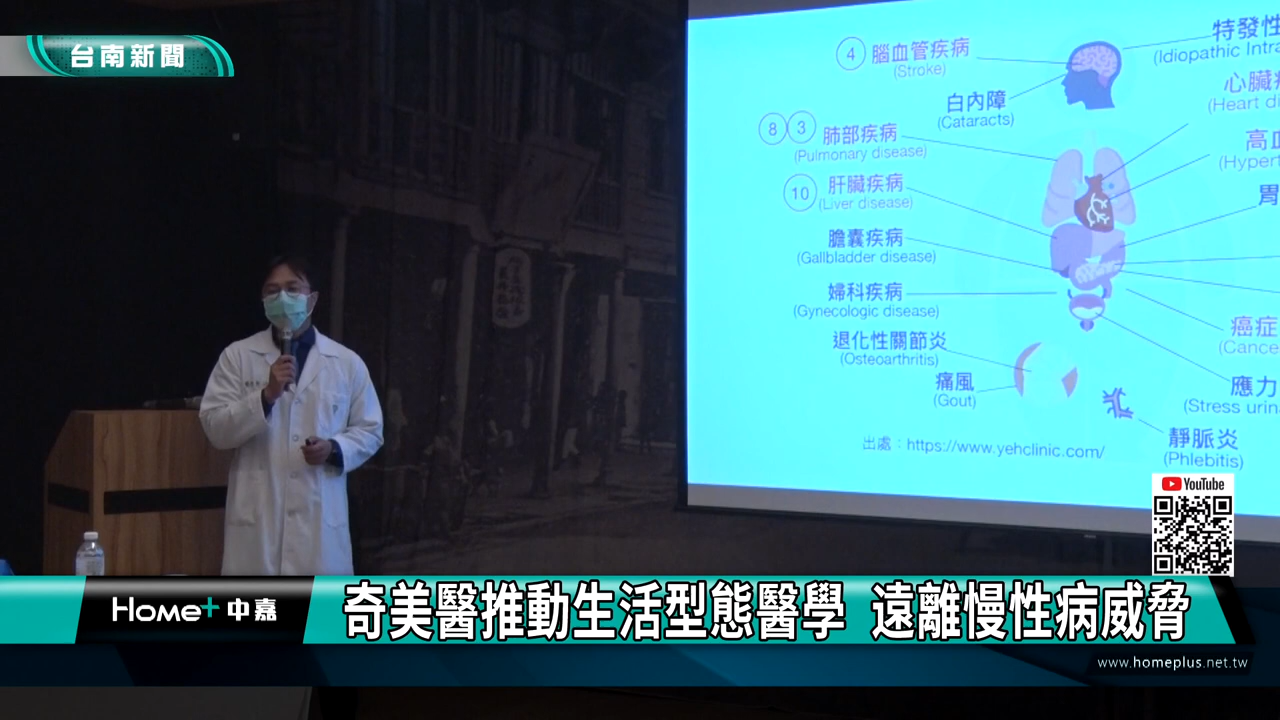 台南新聞
4 腦血管疾病
(Stroke)
白內障
(Cataracts)
8 3 肺部疾病
(Pulmonary disease)
10 肝臟疾病
(Liver disease)
膽囊疾病
(Gallbladder disease)
婦科疾病
(Gynecologic disease)
退化性關節炎
(Osteoarthritis)
痛風
(Gout)
出處：https://www.yehclinic.com/
特發性
(Idiopathic Intra
心臟
(Heart di
高血
(Hypert
胃
癌症
(Cance
應力
(Stress urin
靜脈炎
(Phlebitis)
YouTube
Home+中嘉
奇美醫推動生活型態醫學 遠離慢性病威脅
www.homeplus.net.tw